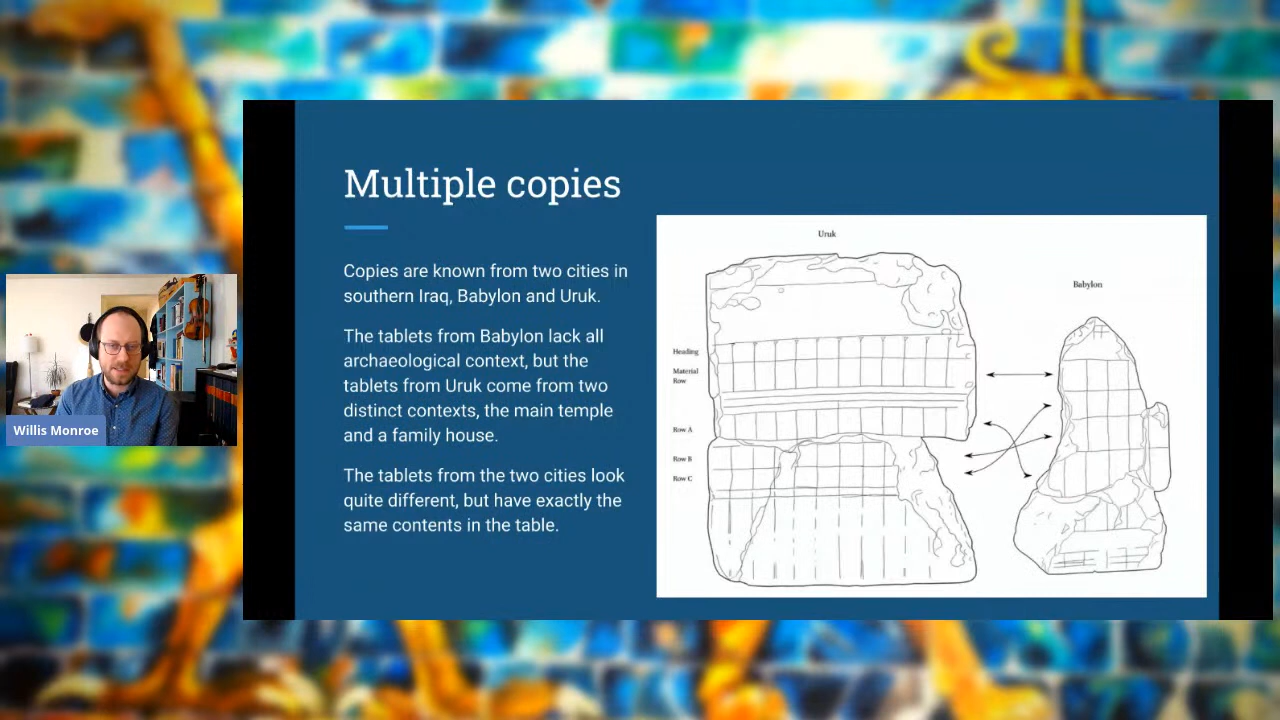 Multiple copies
Copies are known from two cities in
southern Iraq, Babylon and Uruk.
The tablets from Babylon lack all
archaeological context, but the
tablets from Uruk come from two
distinct contexts, the main temple
and a family house.
The tablets from the two cities look
quite different, but have exactly the
same contents in the table.
Uruk
Babylon
Heading
Material
Row
Row A
Row B
Row C
Willis Monroe